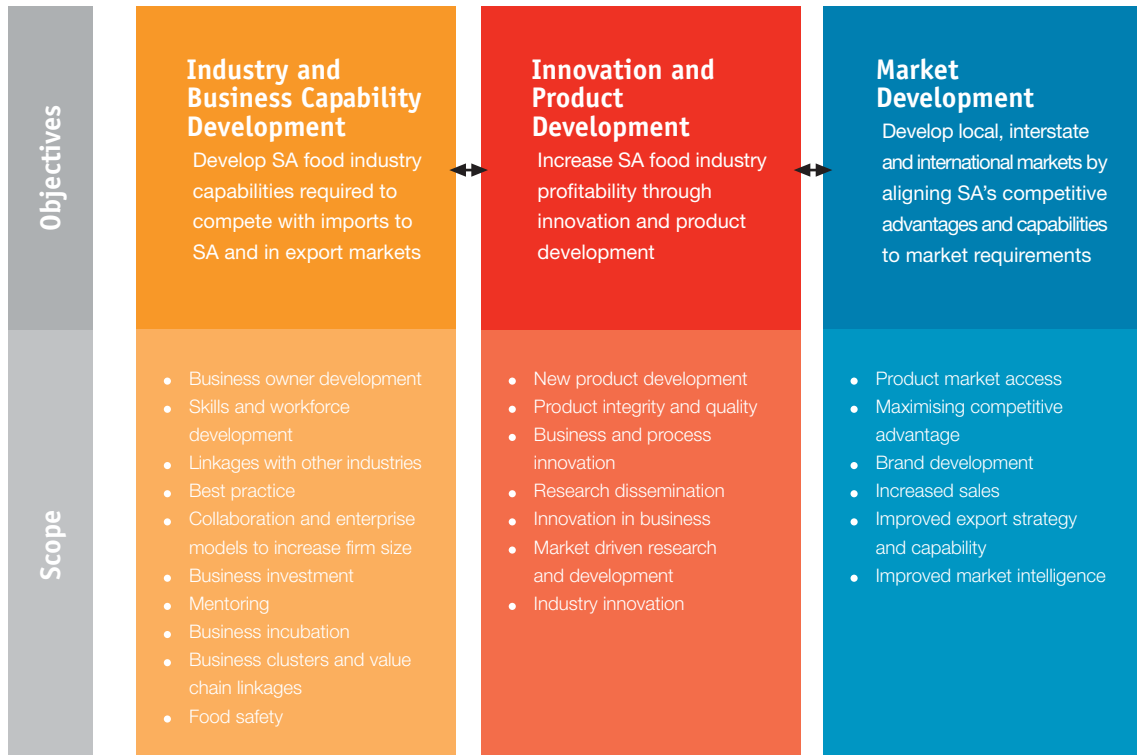 Objectives
Industry and
Business Capability
Development
Develop SA food industry
capabilities required to
compete with imports to
SA and in export markets
Innovation and
Product
Development
Increase SA food industry
profitability through
innovation and product
development
Market
Development
Develop local, interstate
and international markets by
aligning SA's competitive
advantages and capabilities
to market requirements
Scope
• Business owner development
• Skills and workforce
development
• Linkages with other industries
• Best practice
• Collaboration and enterprise
models to increase firm size
• Business investment
• Mentoring
• Business incubation
• Business clusters and value
chain linkages
• Food safety
• New product development
• Product integrity and quality
• Business and process
innovation
• Research dissemination
• Innovation in business
• Market driven research
and development
• Industry innovation
• Product market access
• Maximising competitive
advantage
• Brand development
• Increased sales
• Improved export strategy
and capability
• Improved market intelligence